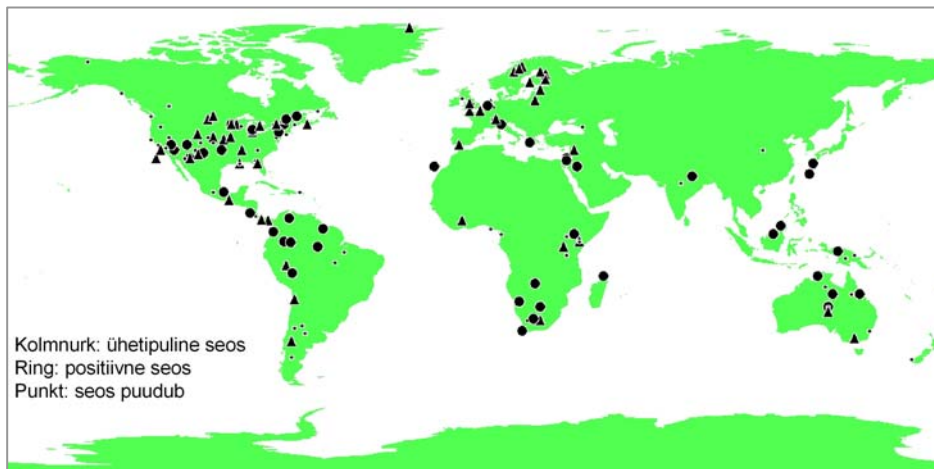 Kolmnurk: ühetipuline seos
Ring: positiivne seos
Punkt: seos puudub